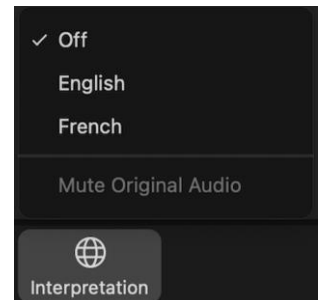 Off
English
French
Mute Original Audio
Interpretation